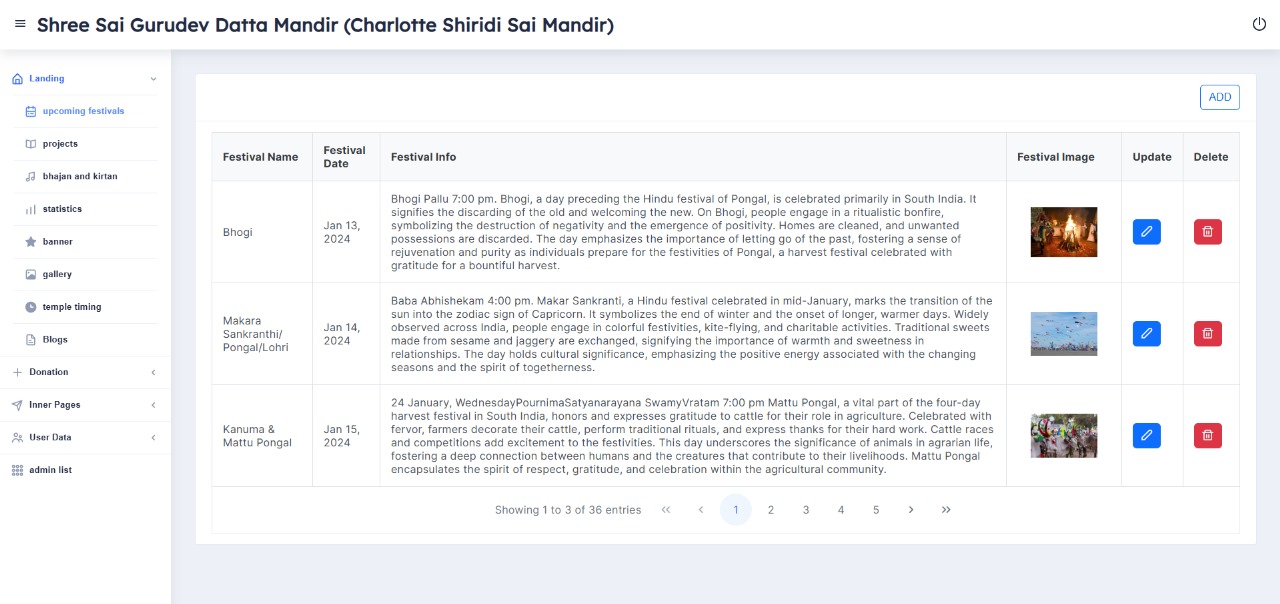 Shree Sai Gurudev Datta Mandir (Charlotte Shiridi Sai Mandir)
Landing
upcoming festivals
projects
bhajan and kirtan
statistics
banner
gallery
temple timing
Blogs
Donation
Inner Pages
User Data
admin list
ADD
Festival Name
Festival
Date
Festival Info
Festival Image
Update
Delete
Bhogi
Jan 13,
2024
Bhogi Pallu 7:00 pm. Bhogi, a day preceding the Hindu festival of Pongal, is celebrated primarily in South India. It
signifies the discarding of the old and welcoming the new. On Bhogi, people engage in a ritualistic bonfire,
symbolizing the destruction of negativity and the emergence of positivity. Homes are cleaned, and unwanted
possessions are discarded. The day emphasizes the importance of letting go of the past, fostering a sense of
rejuvenation and purity as individuals prepare for the festivities of Pongal, a harvest festival celebrated with
gratitude for a bountiful harvest.
Makara
Sankranthi/
Pongal/Lohri
Jan 14,
2024
Baba Abhishekam 4:00 pm. Makar Sankranti, a Hindu festival celebrated in mid-January, marks the transition of the
sun into the zodiac sign of Capricorn. It symbolizes the end of winter and the onset of longer, warmer days. Widely
observed across India, people engage in colorful festivities, kite-flying, and charitable activities. Traditional sweets
made from sesame and jaggery are exchanged, signifying the importance of warmth and sweetness in
relationships. The day holds cultural significance, emphasizing the positive energy associated with the changing
seasons and the spirit of togetherness.
Kanuma &
Mattu Pongal
Jan 15,
2024
24 January, WednesdayPournimaSatyanarayana SwamyVratam 7:00 pm Mattu Pongal, a vital part of the four-day
harvest festival in South India, honors and expresses gratitude to cattle for their role in agriculture. Celebrated with
fervor, farmers decorate their cattle, perform traditional rituals, and express thanks for their hard work. Cattle races
and competitions add excitement to the festivities. This day underscores the significance of animals in agrarian life,
fostering a deep connection between humans and the creatures that contribute to their livelihoods. Mattu Pongal
encapsulates the spirit of respect, gratitude, and celebration within the agricultural community.
Showing 1 to 3 of 36 entries
1
2
3
4
5